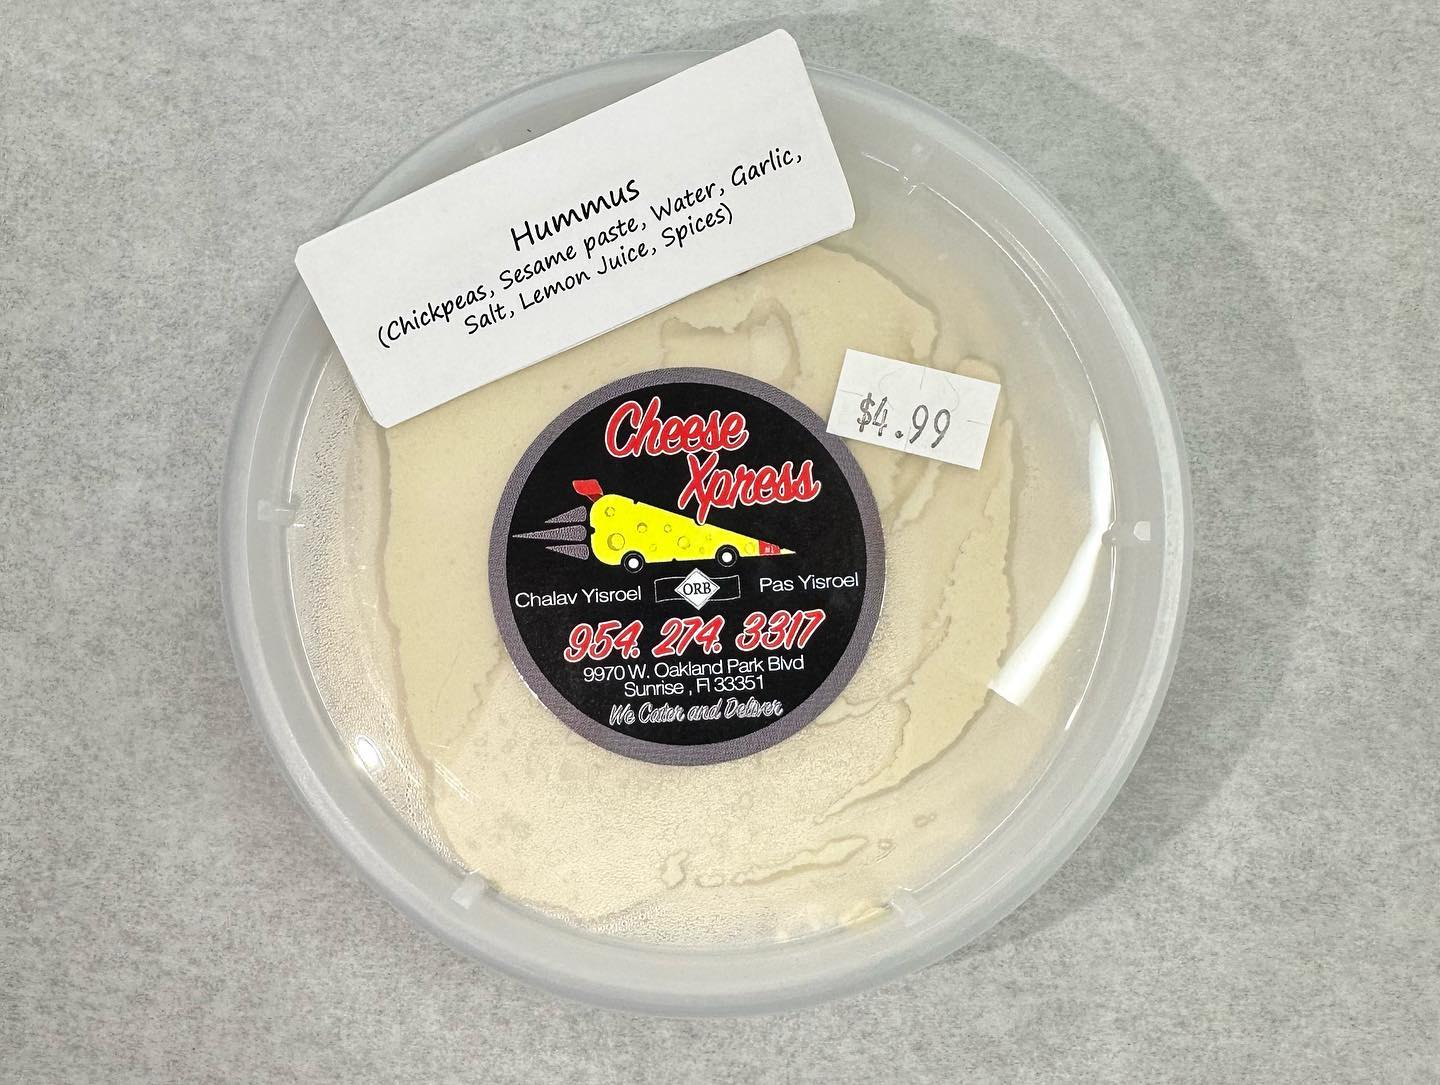 Hummus
(Chickpeas, Sesame paste, Water, Garlic,
Salt, Lemon Juice, Spices)
$4.99
Cheese
Xpress
Chalav Yisroel
ORB
Pas Yisroel
954. 274. 3317
9970 W. Oakland Park Blvd
Sunrise , Fl 33351
We Cater and Deliver